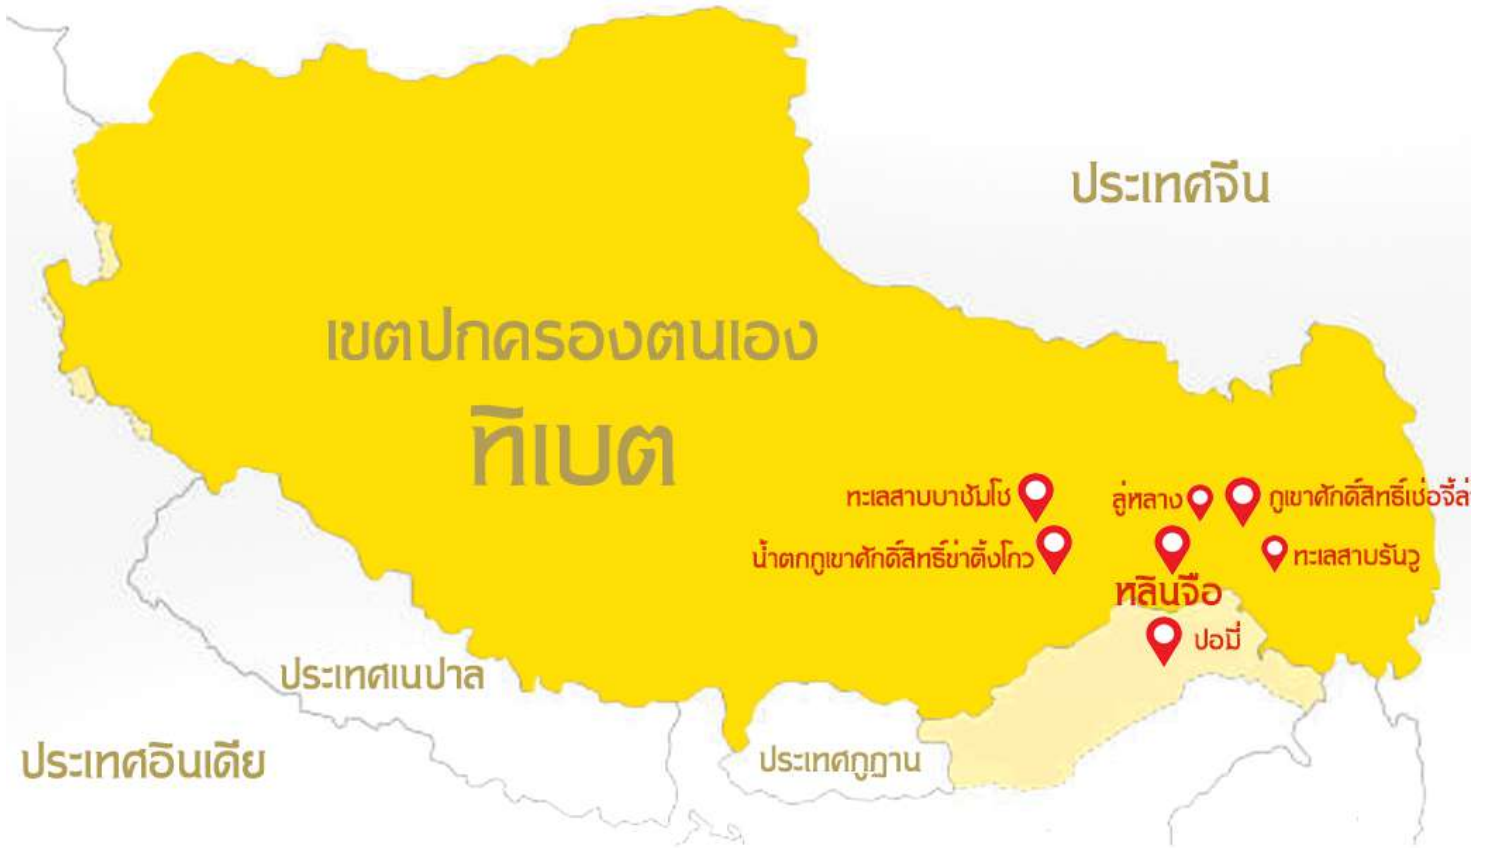 ประเทศจีน
เขตปกครองตนเอง
ทิเบต
ทะเลสาบบาซัมโซ
ลู่หลาง
ภูเขาศักดิ์สิทธิ์เช่อจี้ล่า
น้ำตกภูเขาศักดิ์สิทธิ์ข่าติ้งโกว
ทะเลสาบรันวู
หลินจือ
ปอมี่
ประเทศเนปาล
ประเทศอินเดีย
ประเทศภูฏาน